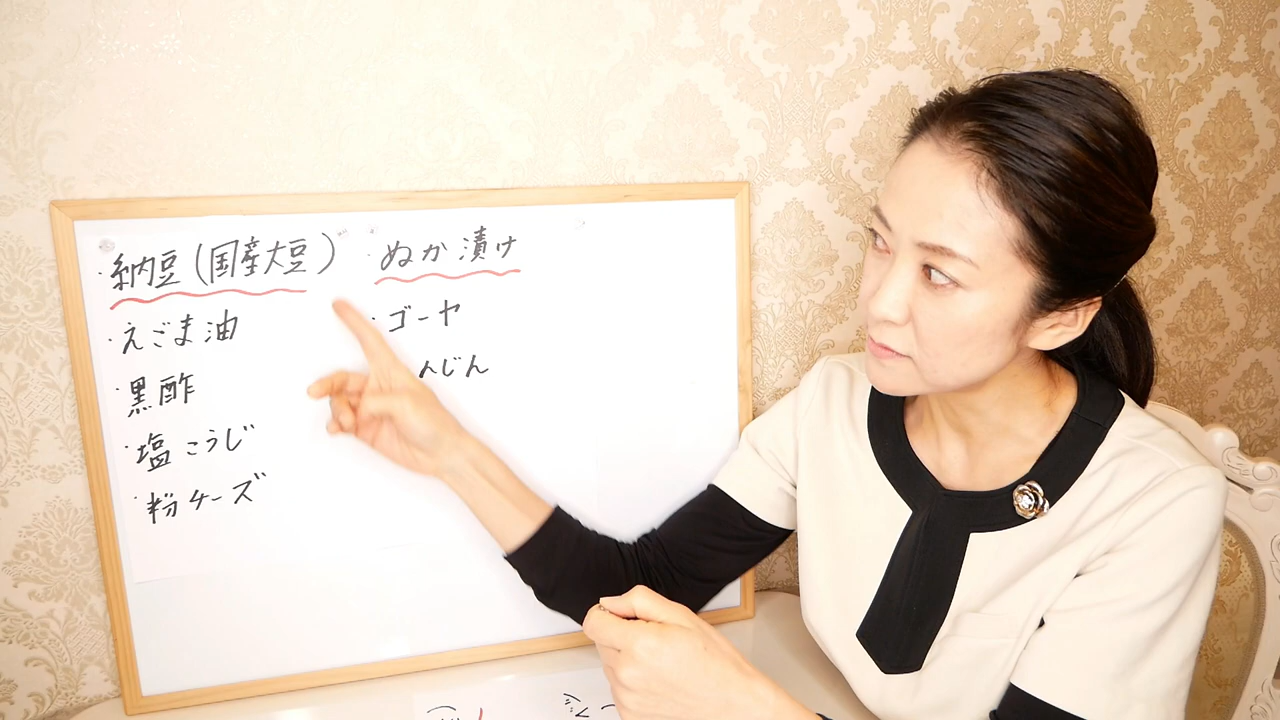 ・納豆(国産大豆)
・えごま油
・黒酢
・塩こうじ
・粉チーズ
・ぬか漬け
・ゴーヤ
んじん